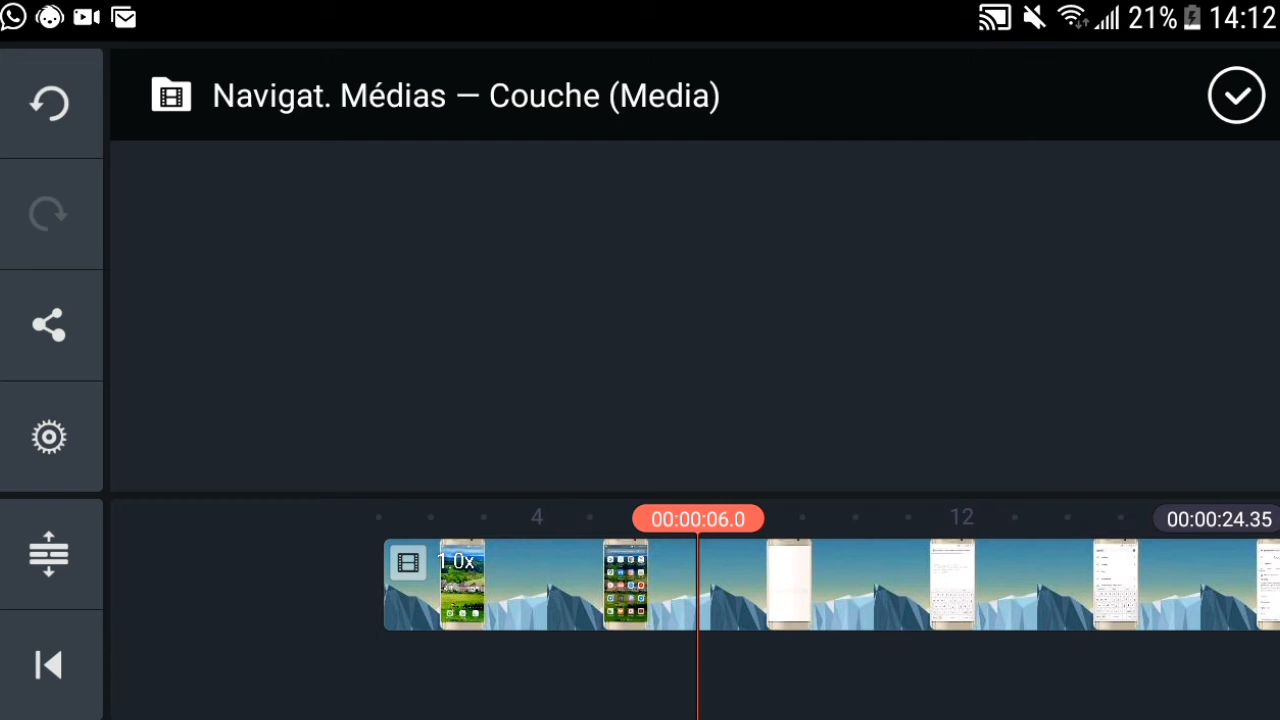 21% 14:12
Navigat. Médias — Couche (Media)
4 00:00:06.0 12 00:00:24.35
1.0x